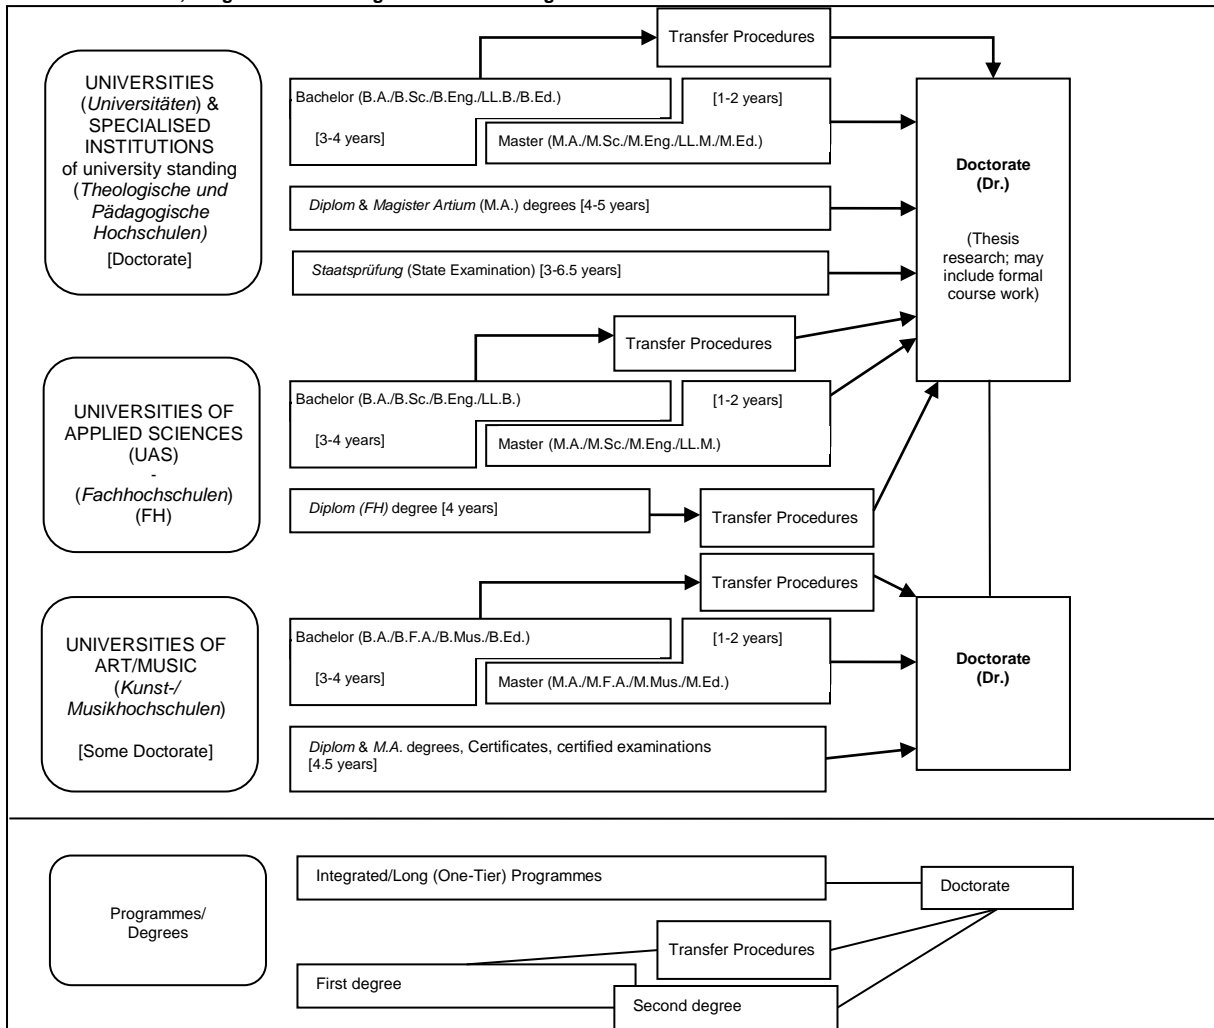 Transfer Procedures
UNIVERSITIES
(Universitäten) &
SPECIALISED
INSTITUTIONS
of university standing
(Theologische und
Pädagogische
Hochschulen)
[Doctorate]
Bachelor (B.A./B.Sc./B.Eng./LL.B./B.Ed.)
[3-4 years]
[1-2 years]
Master (M.A./M.Sc./M.Eng./LL.M./M.Ed.)
Diplom & Magister Artium (M.A.) degrees [4-5 years]
Staatsprüfung (State Examination) [3-6.5 years]
Doctorate
(Dr.)
(Thesis
research; may
include formal
course work)
Transfer Procedures
UNIVERSITIES OF
APPLIED SCIENCES
(UAS)
-
(Fachhochschulen)
(FH)
Bachelor (B.A./B.Sc./B.Eng./LL.B.)
[3-4 years]
[1-2 years]
Master (M.A./M.Sc./M.Eng./LL.M.)
Diplom (FH) degree [4 years]
Transfer Procedures
Transfer Procedures
UNIVERSITIES OF
ART/MUSIC
(Kunst-/
Musikhochschulen)
[Some Doctorate]
Bachelor (B.A./B.F.A./B.Mus./B.Ed.)
[3-4 years]
[1-2 years]
Master (M.A./M.F.A./M.Mus./M.Ed.)
Diplom & M.A. degrees, Certificates, certified examinations
[4.5 years]
Doctorate
(Dr.)
Programmes/
Degrees
Integrated/Long (One-Tier) Programmes
Doctorate
Transfer Procedures
First degree
Second degree